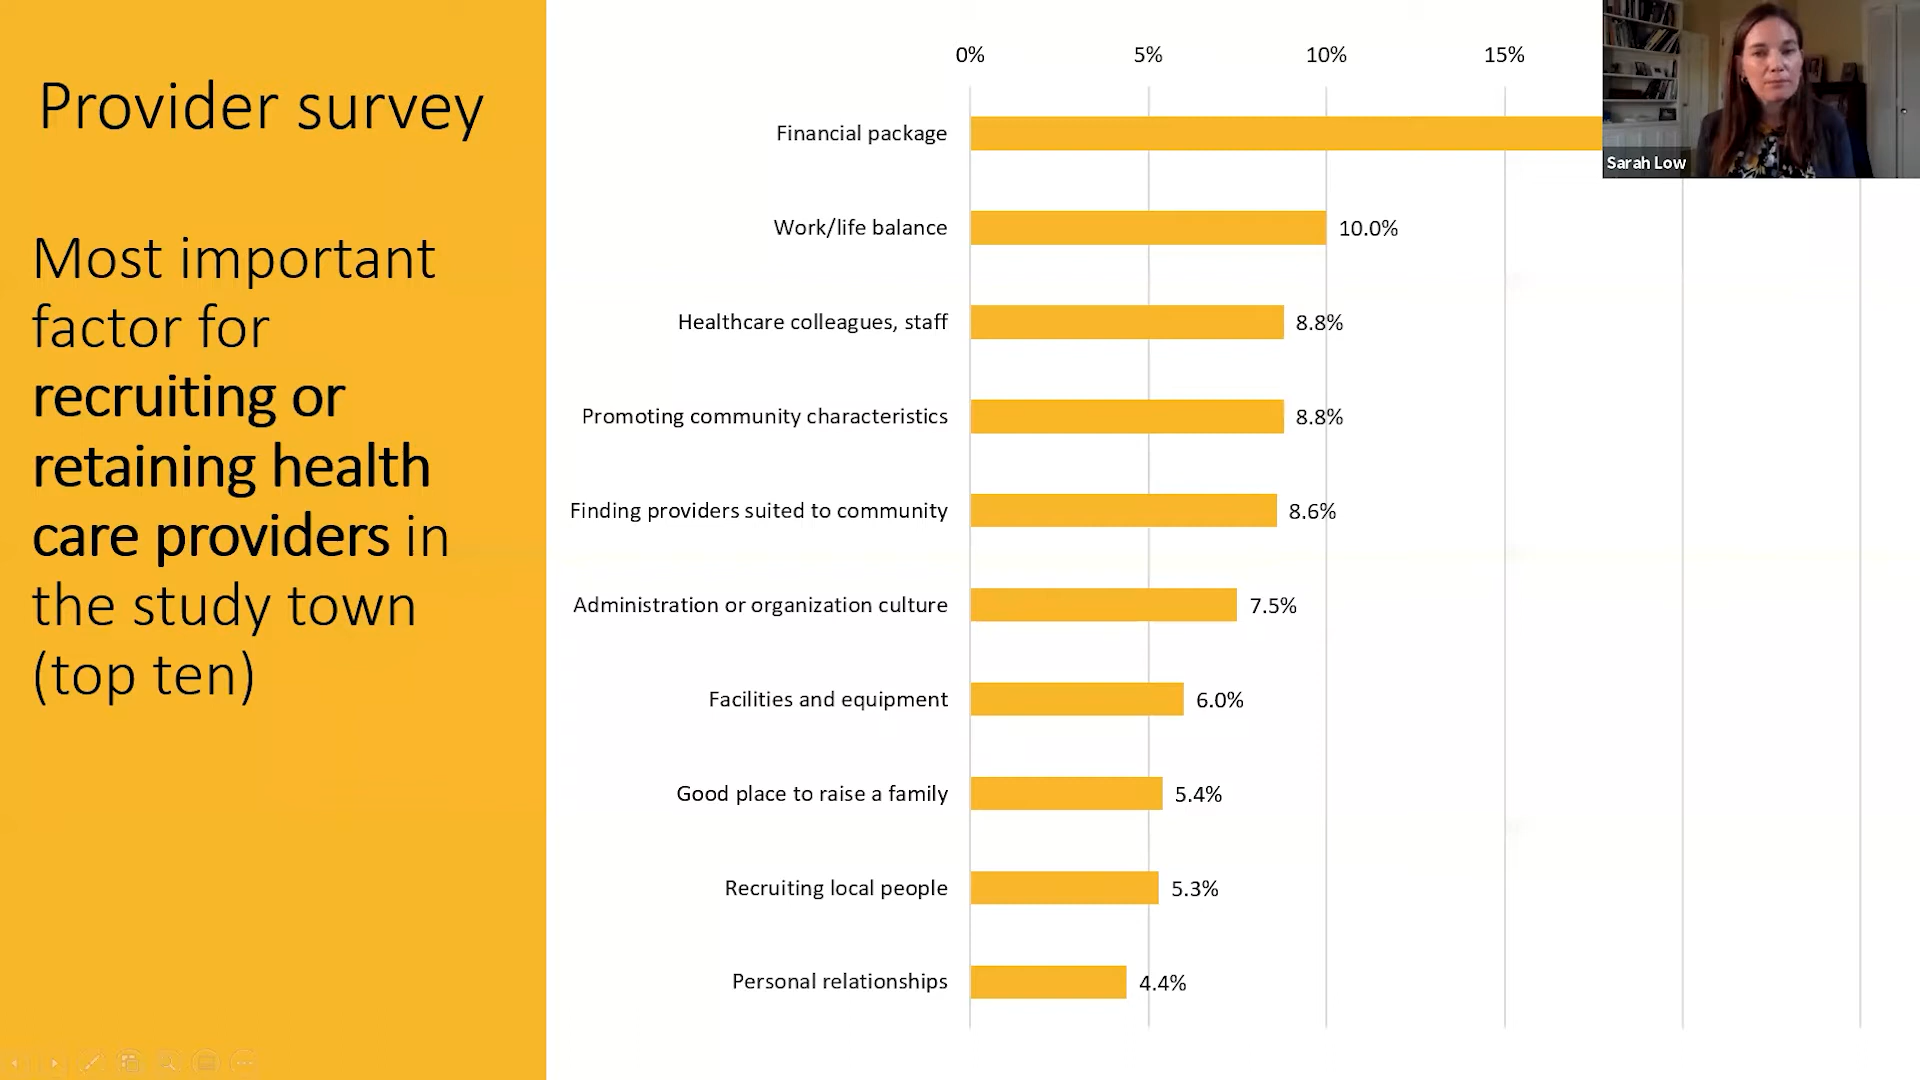 Provider survey
Most important
factor for
recruiting or
retaining health
care providers in
the study town
(top ten)
0% 5% 10% 15%
Financial package
Work/life balance 10.0%
Healthcare colleagues, staff 8.8%
Promoting community characteristics 8.8%
Finding providers suited to community 8.6%
Administration or organization culture 7.5%
Facilities and equipment 6.0%
Good place to raise a family 5.4%
Recruiting local people 5.3%
Personal relationships 4.4%
Sarah Low